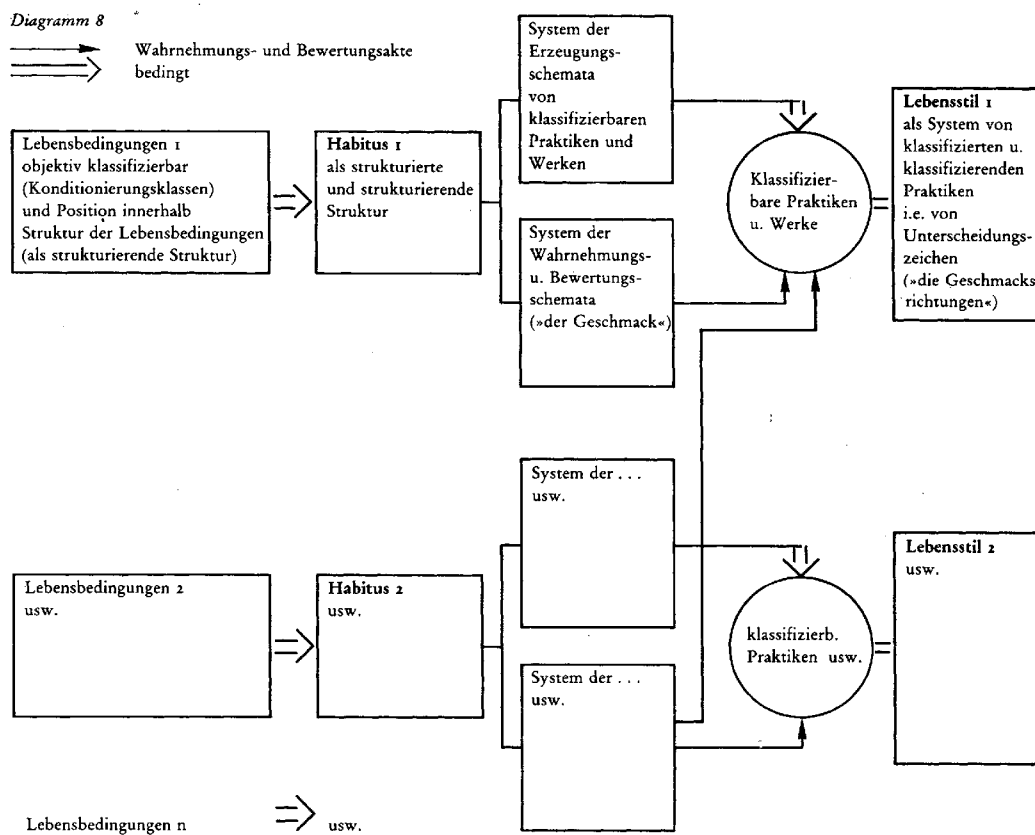 Diagramm 8
Wahrnehmungs- und Bewertungsakte
bedingt
Lebensbedingungen 1
objektiv klassifizierbar
(Konditionierungsklassen)
und Position innerhalb
Struktur der Lebensbedingungen
(als strukturierende Struktur)
Habitus 1
als strukturierte
und strukturierende
Struktur
System der
Erzeugungs-
schemata
von
klassifizierbaren
Praktiken und
Werken
System der
Wahrnehmungs-
u. Bewertungs-
schemata
(»der Geschmack«)
Klassifizier-
bare Praktiken
u. Werke
Lebensstil 1
als System von
klassifizierten u.
klassifizierenden
Praktiken
i.e. von
Unterscheidungs-
zeichen
(»die Geschmacks
richtungen«)
Lebensbedingungen 2
usw.
Habitus 2
usw.
System der . . .
usw.
System der . . .
usw.
klassifizierb.
Praktiken usw.
Lebensstil 2
usw.
Lebensbedingungen n
usw.